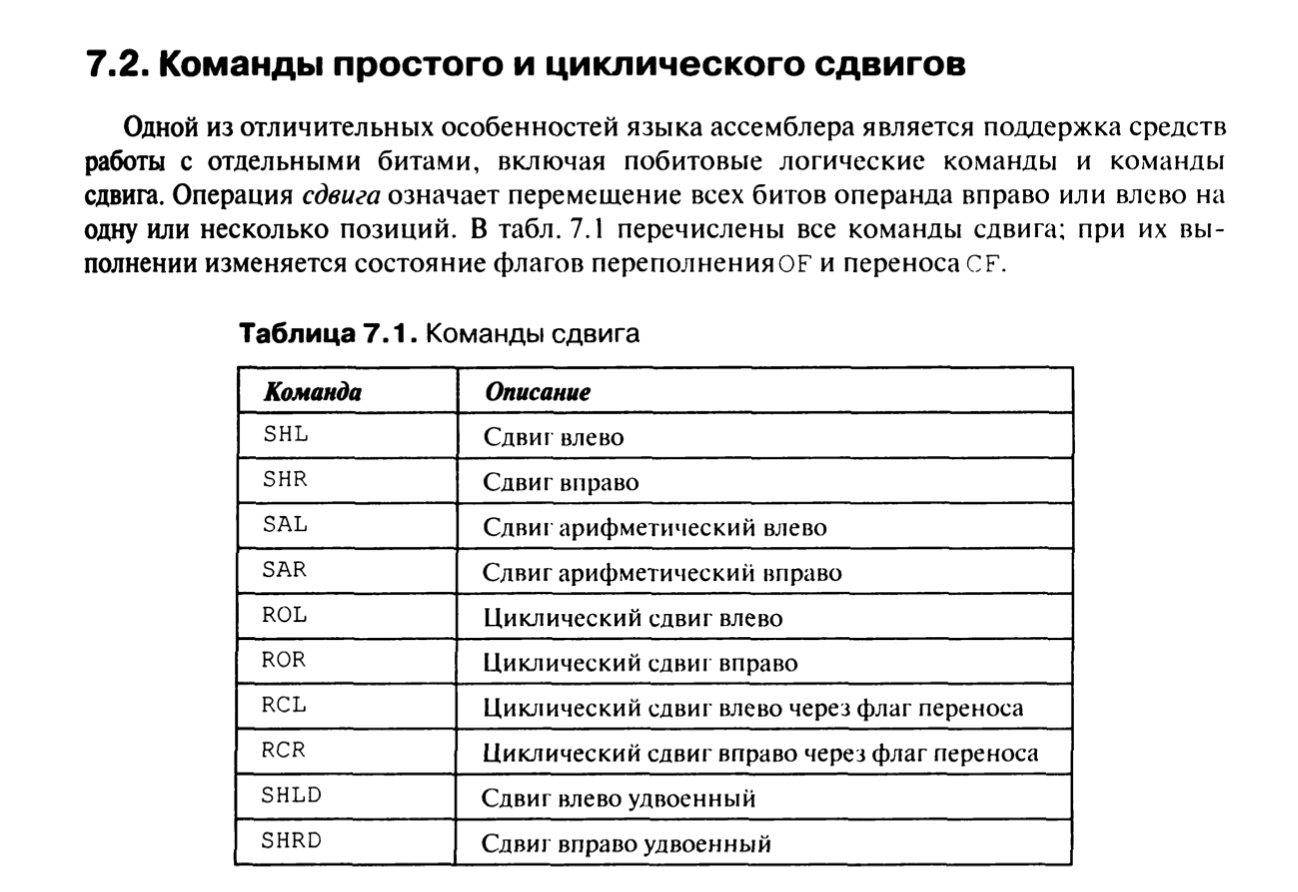 7.2. Команды простого и циклического сдвигов
Одной из отличительных особенностей языка ассемблера является поддержка средств
работы с отдельными битами, включая побитовые логические команды и команды
сдвига. Операция сдвига означает перемещение всех битов операнда вправо или влево на
одну или несколько позиций. В табл. 7.1 перечислены все команды сдвига; при их вы-
полнении изменяется состояние флагов переполнения OF и переноса CF.
Таблица 7.1. Команды сдвига
Команда Описание
SHL Сдвиг влево
SHR Сдвиг вправо
SAL Сдвиг арифметический влево
SAR Сдвиг арифметический вправо
ROL Циклический сдвиг влево
ROR Циклический сдвиг вправо
RCL Циклический сдвиг влево через флаг переноса
RCR Циклический сдвиг вправо через флаг переноса
SHLD Сдвиг влево удвоенный
SHRD Сдвиг вправо удвоенный